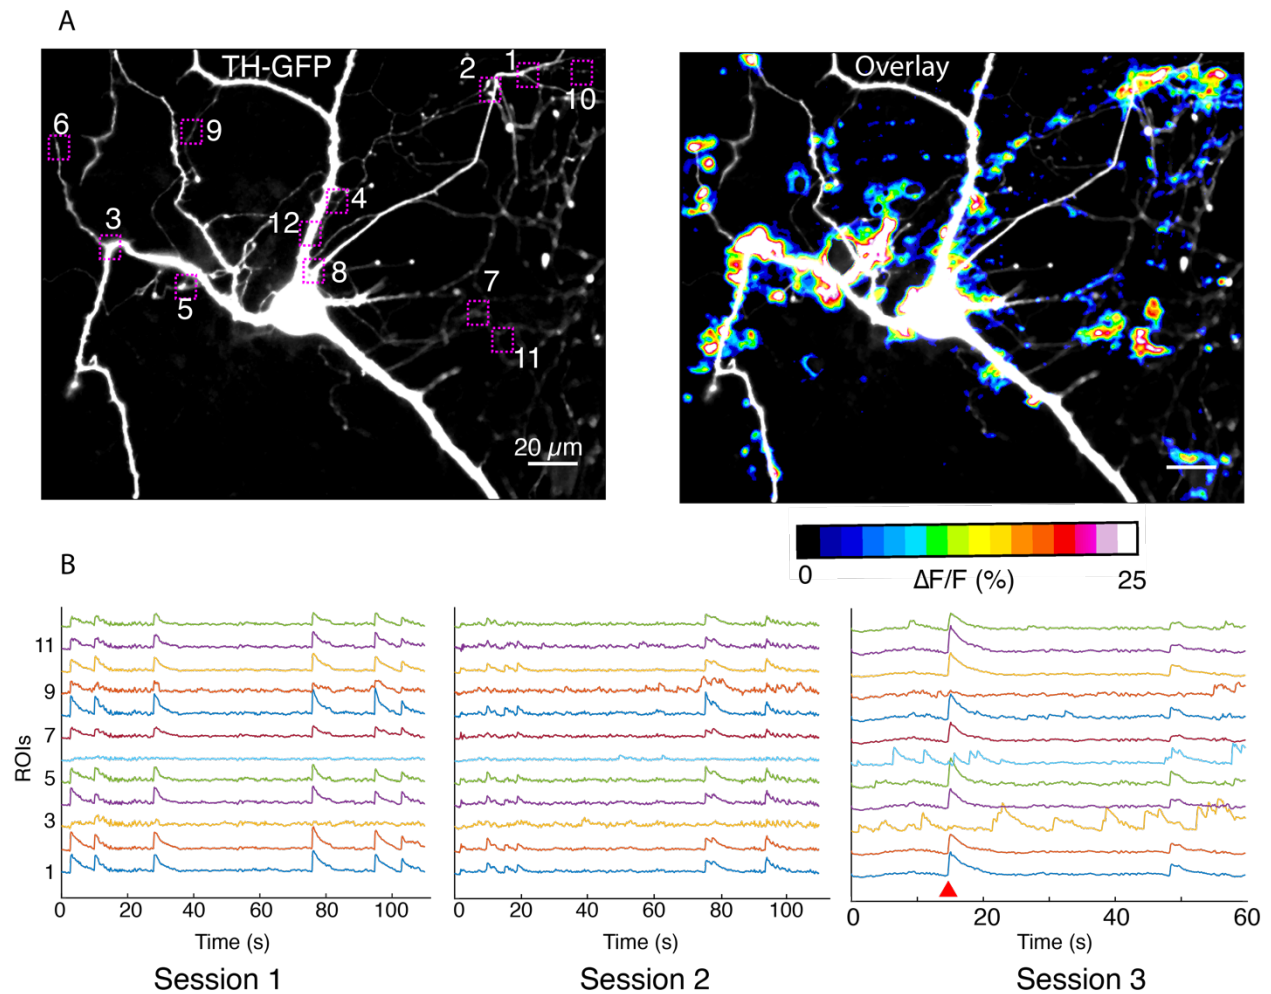 A
TH-GFP
1
2
10
6
9
3
4
12
8
5
7
11
20 µm
Overlay
0
ΔF/F (%)
25
B
ROIs
11
9
7
5
3
1
0 20 40 60 80 100
Time (s)
Session 1
0 20 40 60 80 100
Time (s)
Session 2
0 20 40 60
Time (s)
Session 3